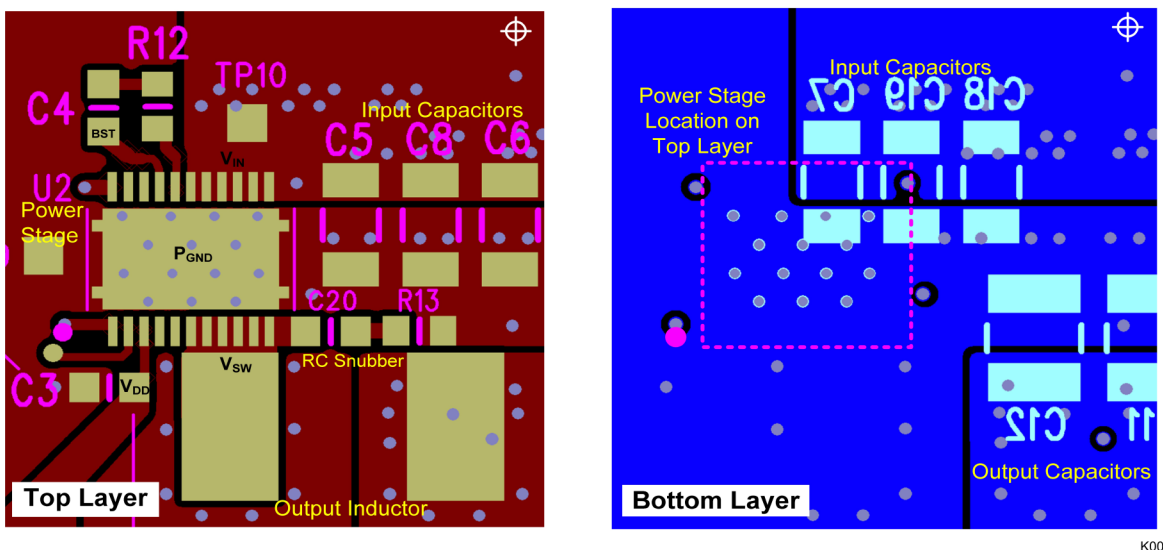 R12
TP10
C4
Input Capacitors
BST
C5
C8
C6
VIN
U2
Power
Stage
PGND
C20
R13
RC Snubber
VSW
C3
VDD
Top Layer
Output Inductor
Input Capacitors
Power Stage
Location on
Top Layer
C7
C19
C18
C12
11
Output Capacitors
Bottom Layer
K00